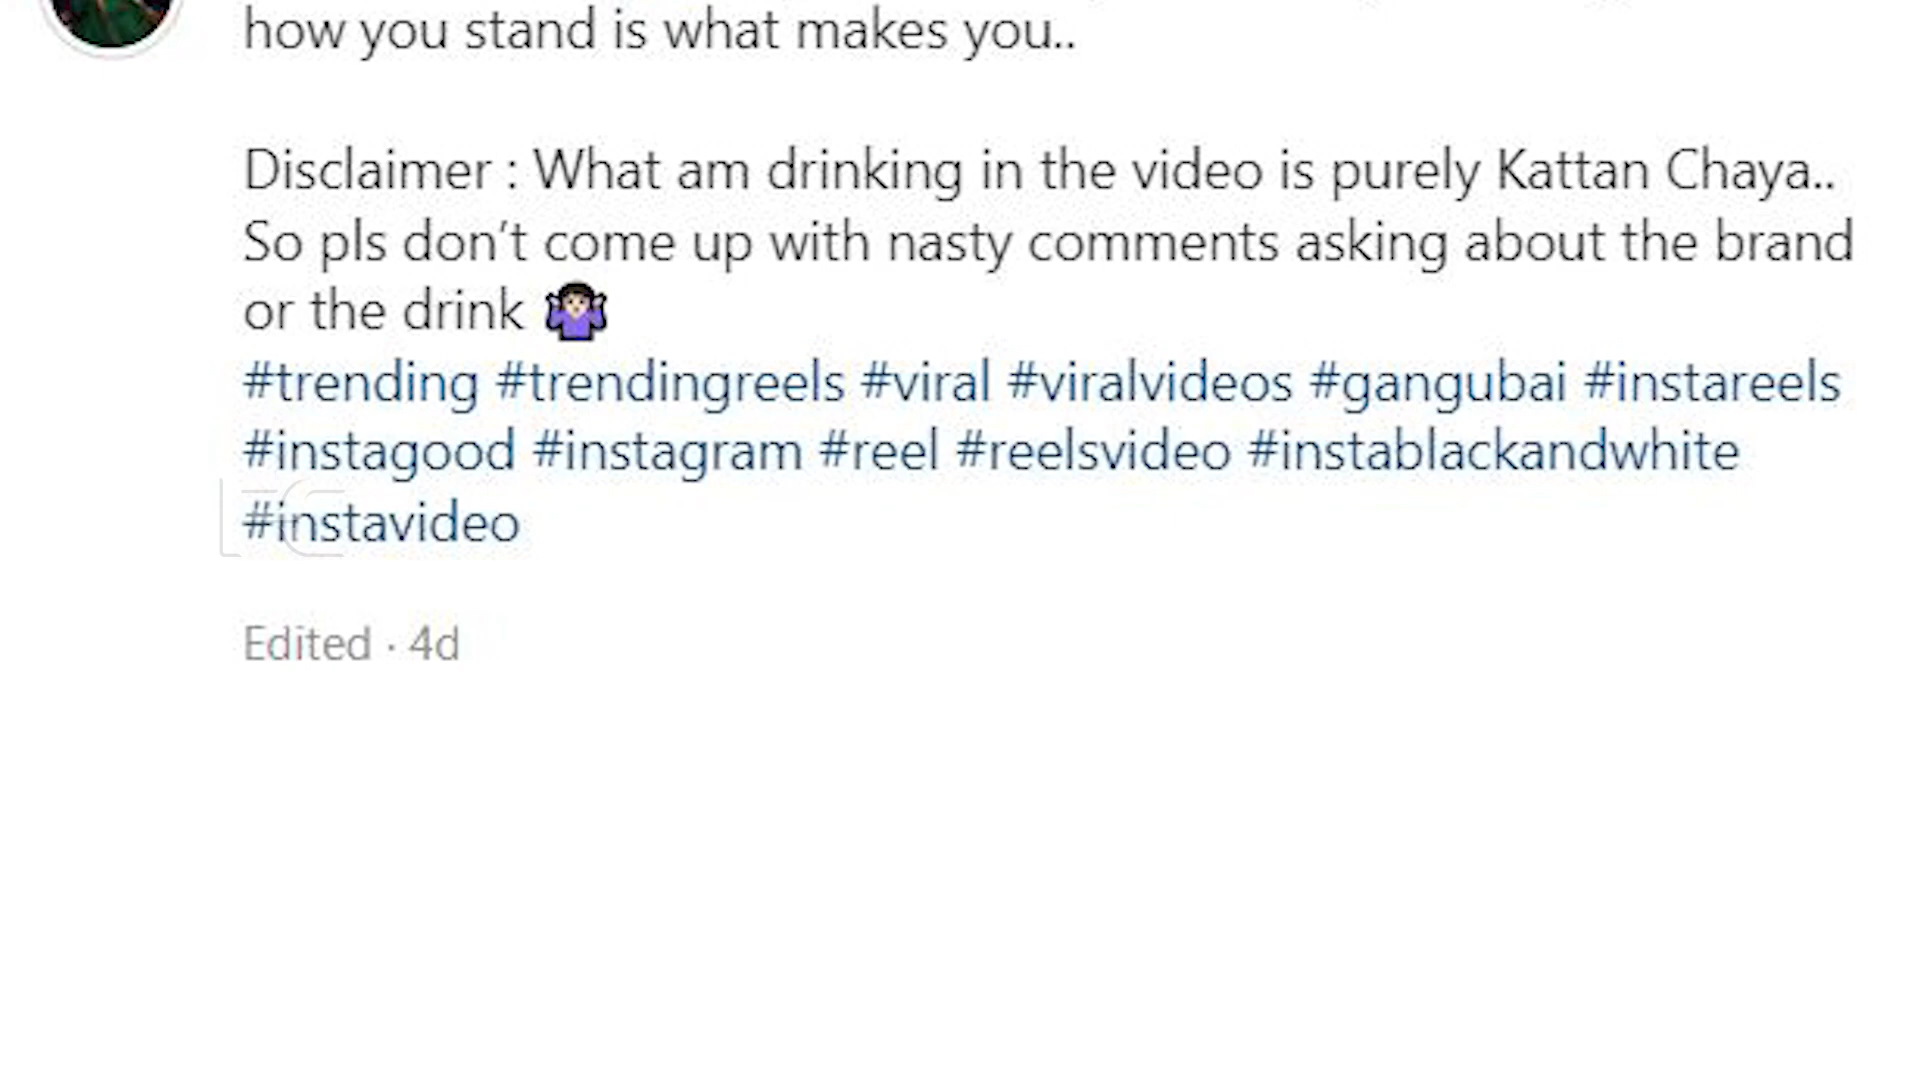 how you stand is what makes you..
Disclaimer : What am drinking in the video is purely Kattan Chaya..
So pls don’t come up with nasty comments asking about the brand
or the drink 🤷🏻‍♀️
#trending #trendingreels #viral #viralvideos #gangubai #instareels
#instagood #instagram #reel #reelsvideo #instablackandwhite
#instavideo
Edited · 4d